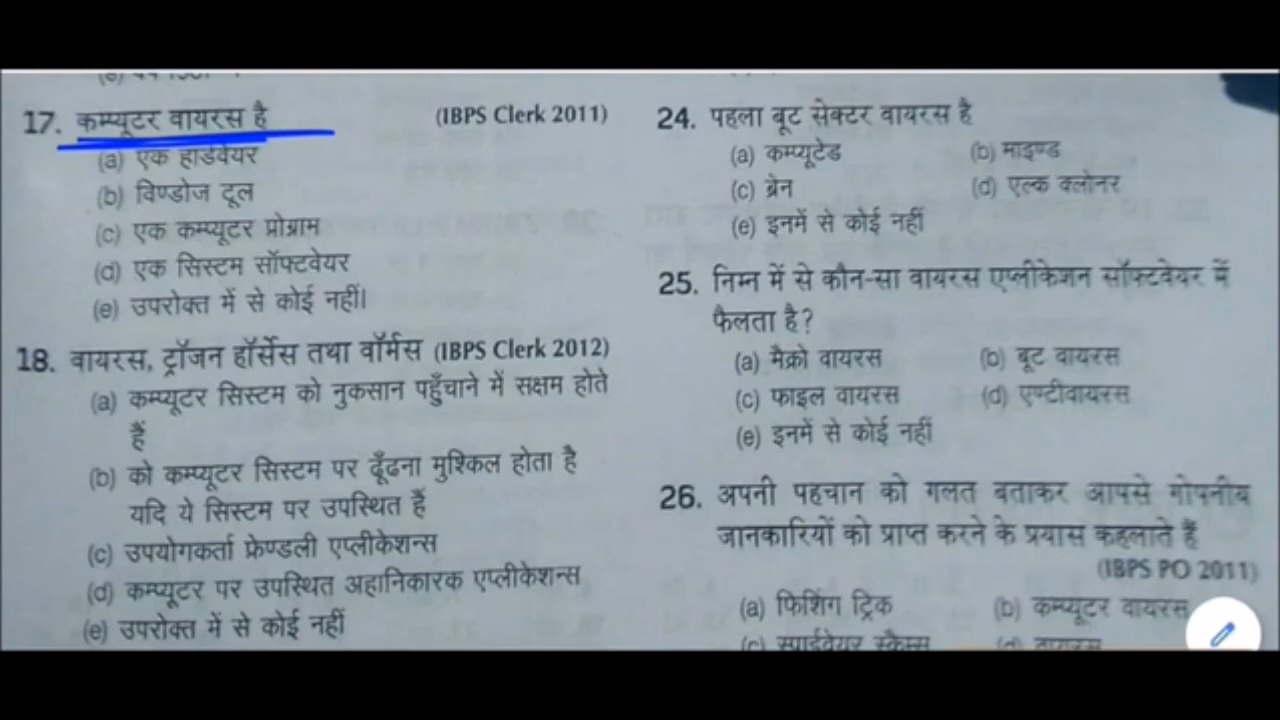 17. कम्प्यूटर वायरस है (IBPS Clerk 2011)
(a) एक हार्डवेयर
(b) विण्डोज टूल
(c) एक कम्प्यूटर प्रोग्राम
(d) एक सिस्टम सॉफ्टवेयर
(e) उपरोक्त में से कोई नहीं।
18. वायरस, ट्रॉजन हॉर्सेस तथा वॉर्मस (IBPS Clerk 2012)
(a) कम्प्यूटर सिस्टम को नुकसान पहुँचाने में सक्षम होते
हैं
(b) को कम्प्यूटर सिस्टम पर ढूँढना मुश्किल होता है
यदि ये सिस्टम पर उपस्थित हैं
(c) उपयोगकर्ता फ्रेण्डली एप्लीकेशन्स
(d) कम्प्यूटर पर उपस्थित अहानिकारक एप्लीकेशन्स
(e) उपरोक्त में से कोई नहीं
24. पहला बूट सेक्टर वायरस है
(a) कम्प्यूटेड (b) माइण्ड
(c) ब्रेन (d) एल्क क्लोनर
(e) इनमें से कोई नहीं
25. निम्न में से कौन-सा वायरस एप्लीकेशन सॉफ्टवेयर में
फैलता है?
(a) मैक्रो वायरस (b) बूट वायरस
(c) फाइल वायरस (d) एण्टीवायरस
(e) इनमें से कोई नहीं
26. अपनी पहचान को गलत बताकर आपसे गोपनीय
जानकारियों को प्राप्त करने के प्रयास कहलाते हैं
(IBPS PO 2011)
(a) फिशिंग ट्रिक (b) कम्प्यूटर वायरस
(c) स्पाईवेयर स्कैम्स (d) वायरस